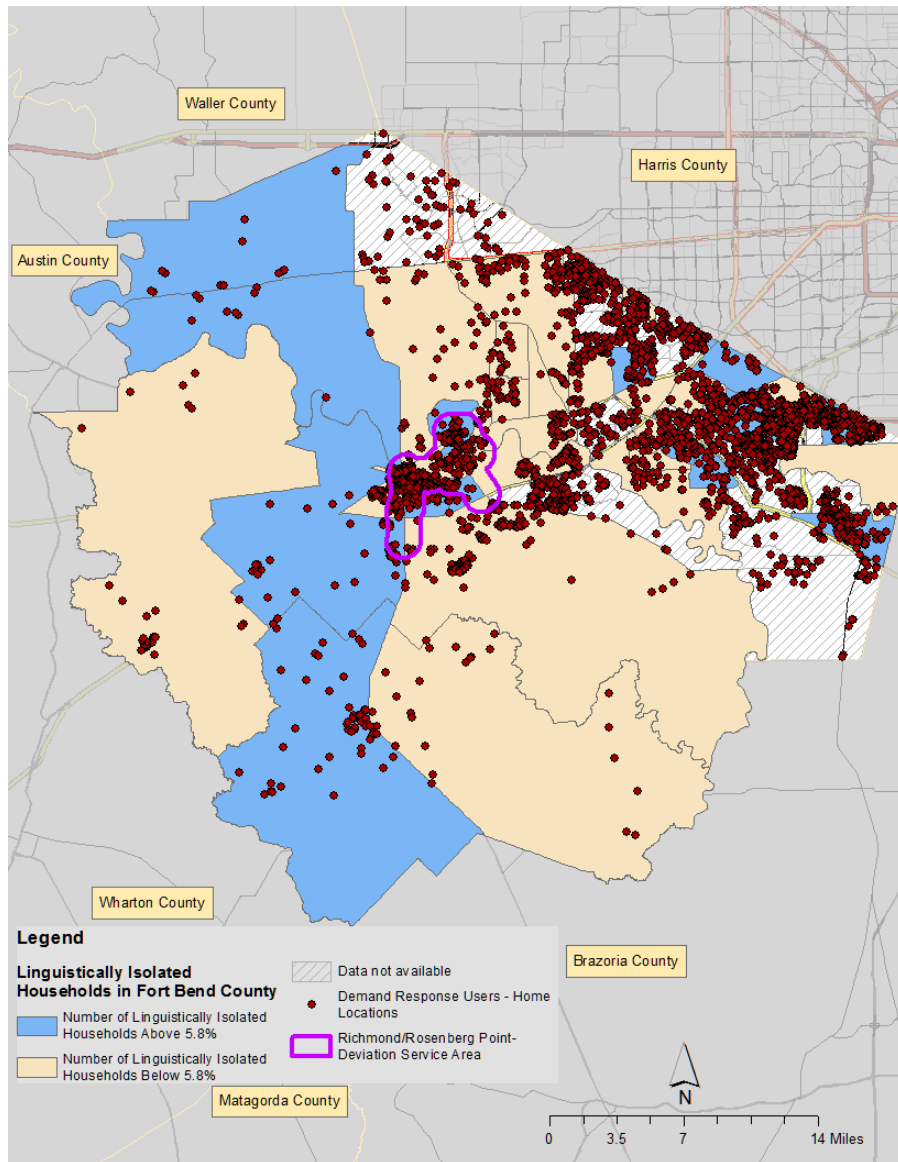 Waller County
Harris County
Austin County
Wharton County
Brazoria County
Matagorda County
Legend
Linguistically Isolated
Households in Fort Bend County
Number of Linguistically Isolated
Households Above 5.8%
Number of Linguistically Isolated
Households Below 5.8%
Data not available
Demand Response Users - Home
Locations
Richmond/Rosenberg Point-
Deviation Service Area
N
0 3.5 7 14 Miles